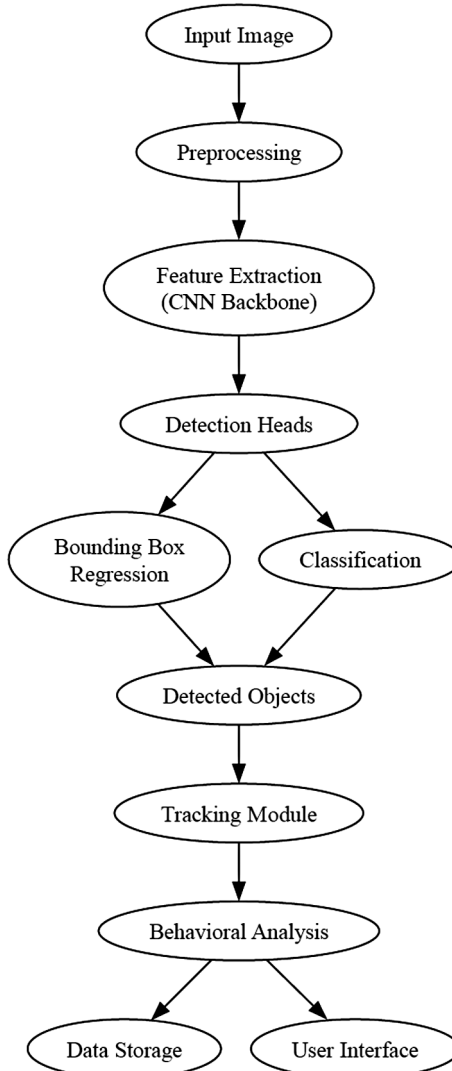 Input Image
Preprocessing
Feature Extraction
(CNN Backbone)
Detection Heads
Bounding Box
Regression
Classification
Detected Objects
Tracking Module
Behavioral Analysis
Data Storage
User Interface